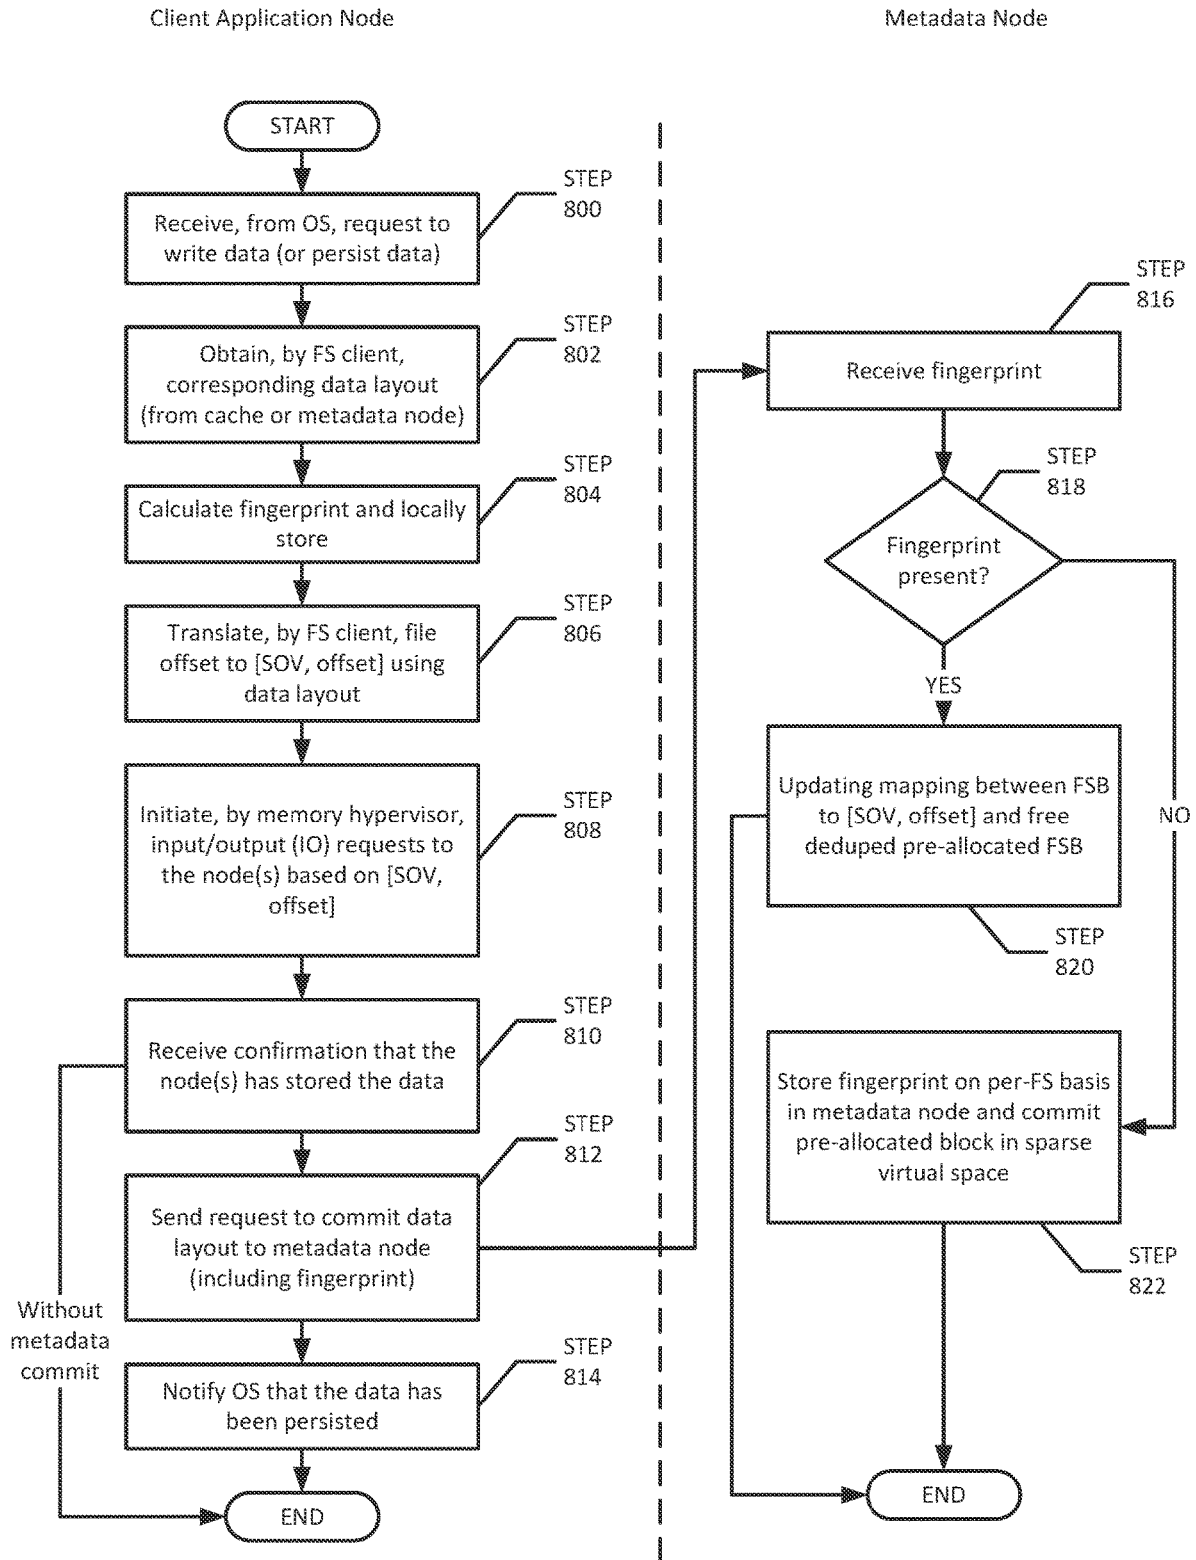 Client Application Node
Metadata Node
START
STEP
800
Receive, from OS, request to
write data (or persist data)
STEP
802
Obtain, by FS client,
corresponding data layout
(from cache or metadata node)
STEP
804
Calculate fingerprint and locally
store
STEP
806
Translate, by FS client, file
offset to [SOV, offset] using
data layout
STEP
808
Initiate, by memory hypervisor,
input/output (IO) requests to
the node(s) based on [SOV,
offset]
STEP
810
Receive confirmation that the
node(s) has stored the data
STEP
812
Send request to commit data
layout to metadata node
(including fingerprint)
Without
metadata
commit
STEP
814
Notify OS that the data has
been persisted
END
STEP
816
Receive fingerprint
STEP
818
Fingerprint
present?
YES
NO
Updating mapping between FSB
to [SOV, offset] and free
deduped pre-allocated FSB
STEP
820
Store fingerprint on per-FS basis
in metadata node and commit
pre-allocated block in sparse
virtual space
STEP
822
END